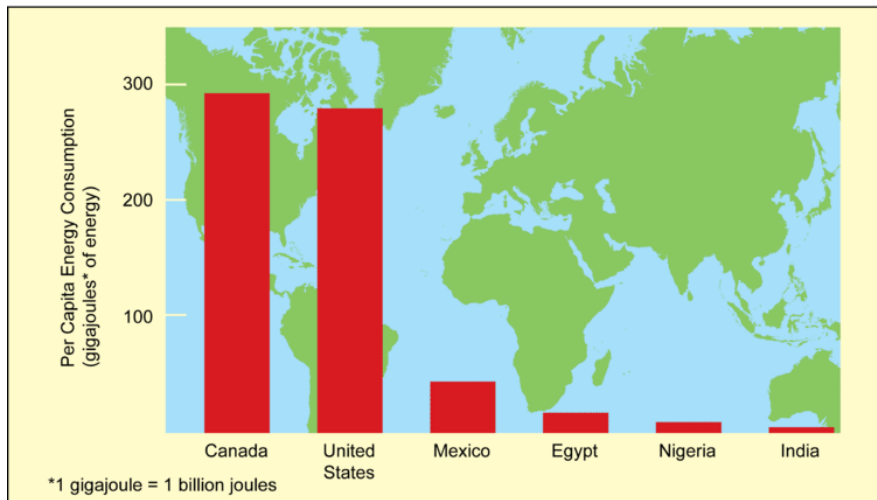 Per Capita Energy Consumption
(gigajoules* of energy)
300
200
100
Canada
United
States
Mexico
Egypt
Nigeria
India
*1 gigajoule = 1 billion joules